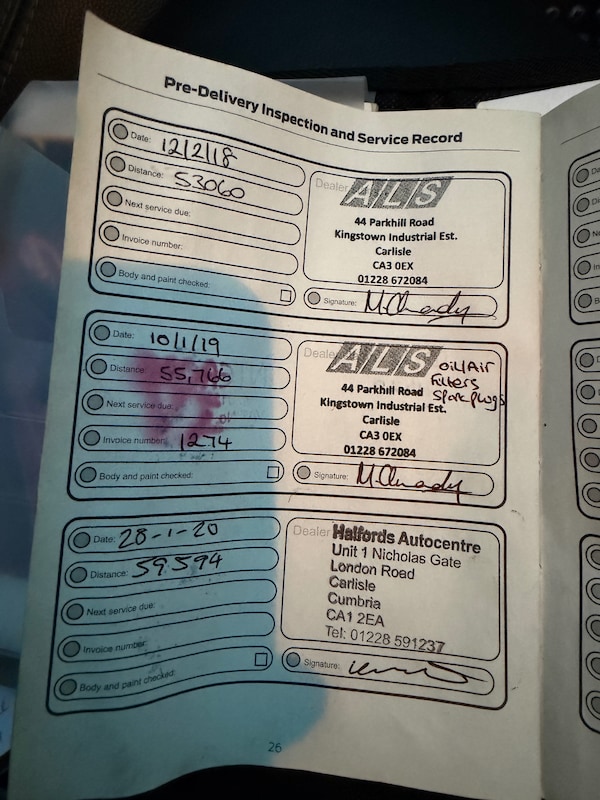 Pre-Delivery Inspection and Service Record
Date: 12/2/18
Distance: 53060
Next service due:
Invoice number:
Body and paint checked:
Dealer ALS
44 Parkhill Road
Kingstown Industrial Est.
Carlisle
CA3 0EX
01228 672084
Signature:
Date: 10/1/19
Distance: 55,766
Next service due:
Invoice number: 1274
Body and paint checked:
Dealer ALS
oil/Air
Filters
Spark plugs
44 Parkhill Road
Kingstown Industrial Est.
Carlisle
CA3 0EX
01228 672084
Signature:
Date: 28-1-20
Distance: 59594
Next service due:
Invoice number:
Body and paint checked:
Dealer Halfords Autocentre
Unit 1 Nicholas Gate
London Road
Carlisle
Cumbria
CA1 2EA
Tel: 01228 591237
Signature:
26